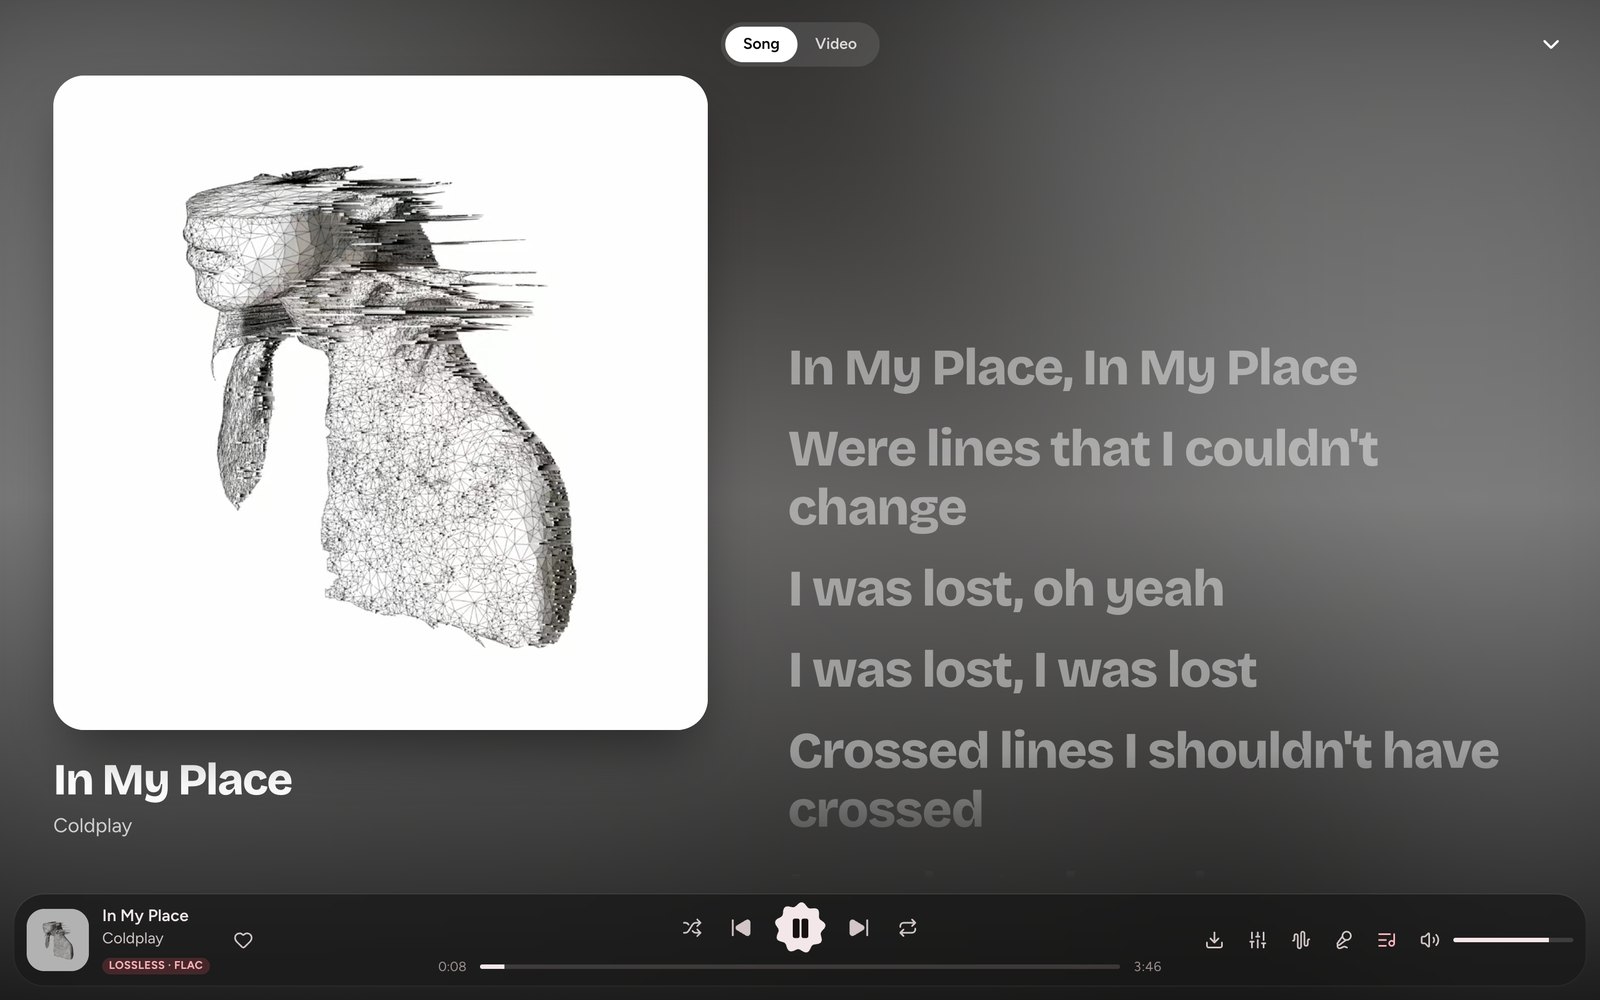 Song
Video
In My Place, In My Place
Were lines that I couldn't
change
I was lost, oh yeah
I was lost, I was lost
Crossed lines I shouldn't have
crossed
In My Place
Coldplay
In My Place
Coldplay
LOSSLESS · FLAC
0:08
3:46